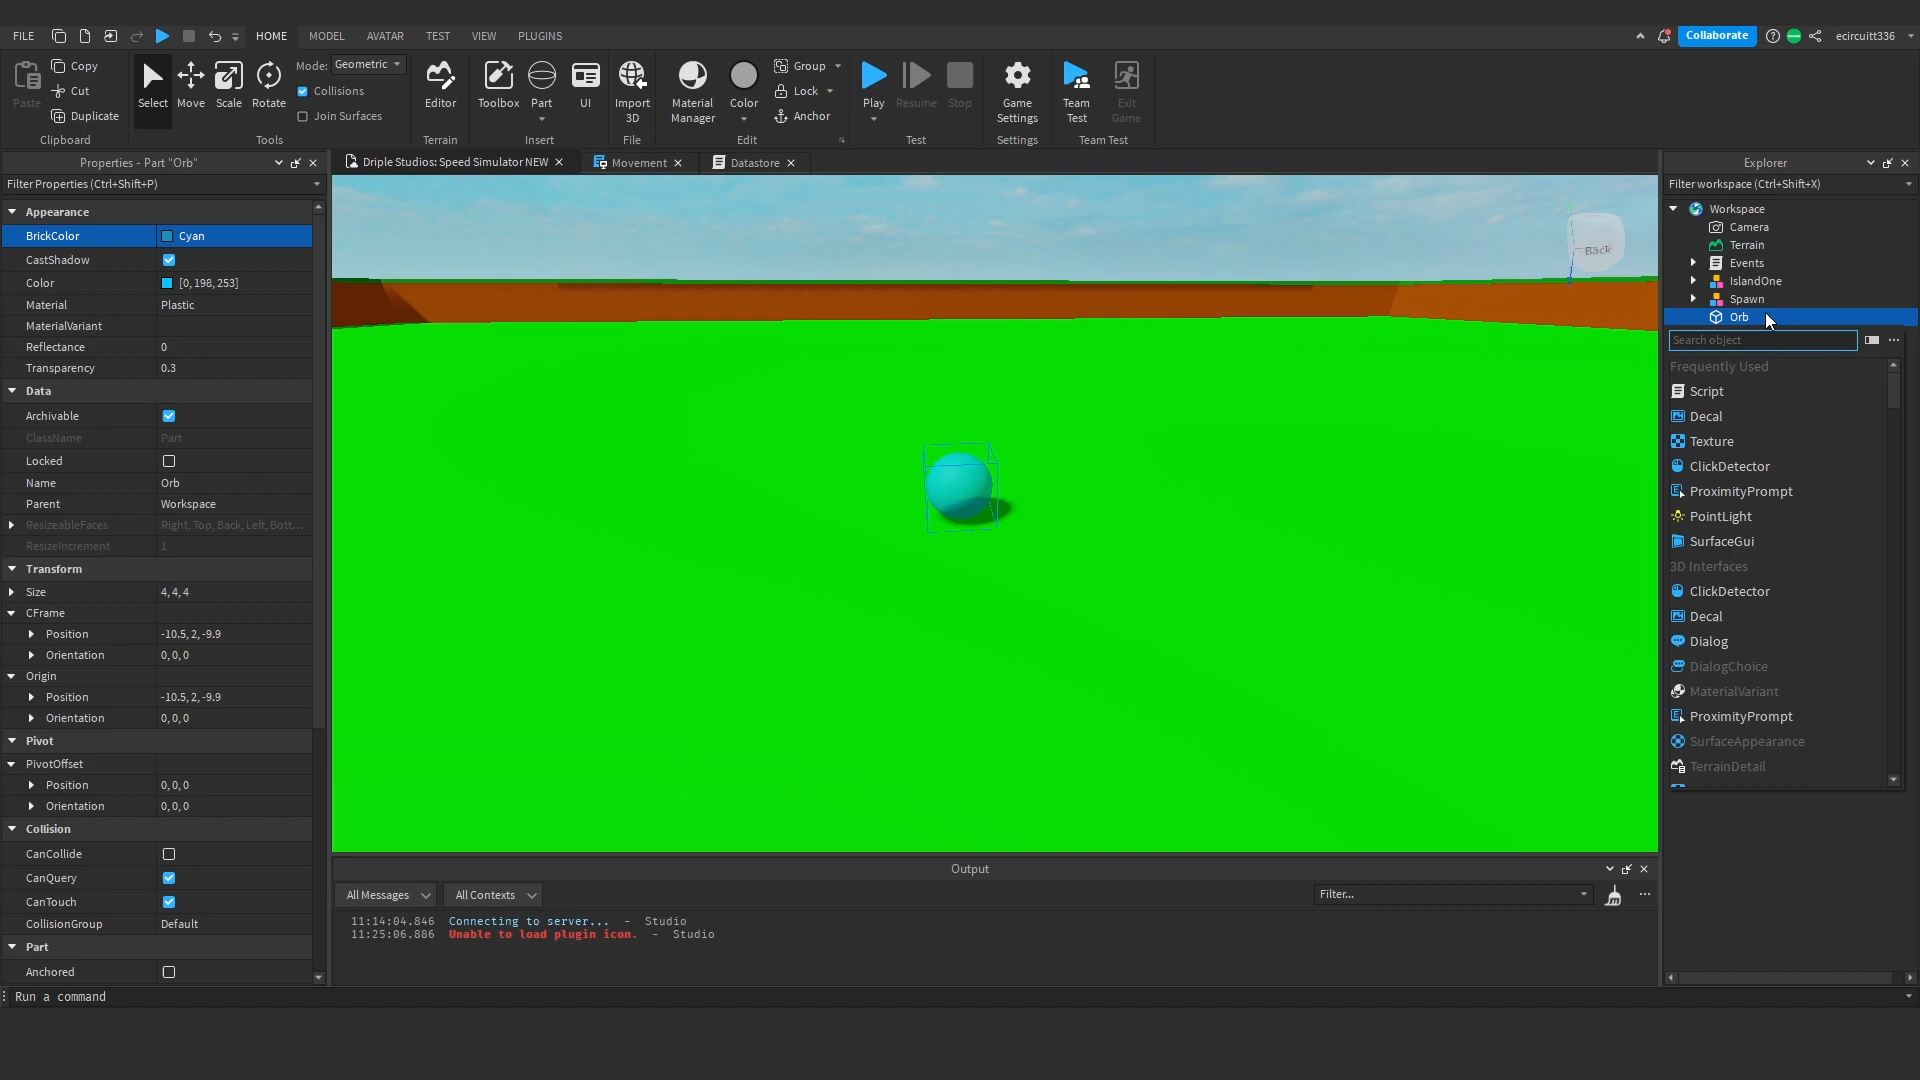 FILE HOME MODEL AVATAR TEST VIEW PLUGINS Collaborate ecircuitt336
Paste Copy Cut Duplicate Clipboard
Select Move Scale Rotate Mode: Geometric Collisions Join Surfaces Tools
Editor Terrain
Toolbox Part UI Insert
Import 3D File
Material Manager Color Group Lock Anchor Edit
Play Resume Stop Test
Game Settings Settings
Team Test Exit Game Team Test
Properties - Part "Orb"
Filter Properties (Ctrl+Shift+P)
Appearance
BrickColor Cyan
CastShadow
Color [0, 198, 253]
Material Plastic
MaterialVariant
Reflectance 0
Transparency 0.3
Data
Archivable
ClassName Part
Locked
Name Orb
Parent Workspace
ResizeableFaces Right, Top, Back, Left, Bott...
ResizeIncrement 1
Transform
Size 4, 4, 4
CFrame
Position -10.5, 2, -9.9
Orientation 0, 0, 0
Origin
Position -10.5, 2, -9.9
Orientation 0, 0, 0
Pivot
PivotOffset
Position 0, 0, 0
Orientation 0, 0, 0
Collision
CanCollide
CanQuery
CanTouch
CollisionGroup Default
Part
Anchored
Driple Studios: Speed Simulator NEW Movement Datastore
Back
Output
All Messages All Contexts Filter...
11:14:04.846 Connecting to server... - Studio
11:25:06.886 Unable to load plugin icon. - Studio
Explorer
Filter workspace (Ctrl+Shift+X)
Workspace
Camera
Terrain
Events
IslandOne
Spawn
Orb
Search object
Frequently Used
Script
Decal
Texture
ClickDetector
ProximityPrompt
PointLight
SurfaceGui
3D Interfaces
ClickDetector
Decal
Dialog
DialogChoice
MaterialVariant
ProximityPrompt
SurfaceAppearance
TerrainDetail
Run a command